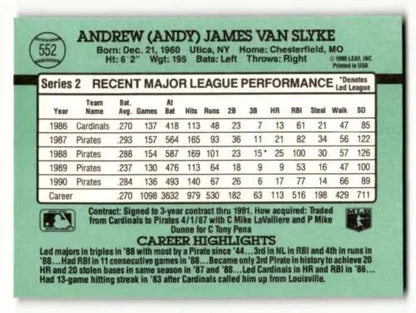 552
ANDREW (ANDY) JAMES VAN SLYKE
Born: Dec. 21, 1960 Utica, NY Home: Chesterfield, MO
Ht: 6' 2" Wgt: 195 Bats: Left Throws: Right
© 1990 LEAF, INC.
Printed in USA
Series 2 RECENT MAJOR LEAGUE PERFORMANCE *Denotes Led League
Year Team Name Bat. Avg. Games At Bat Hits Runs 2B 3B HR RBI Steal Walk SO
1986 Cardinals .270 137 418 113 48 23 7 13 61 21 47 85
1987 Pirates .293 157 564 165 93 36 11 21 82 34 56 122
1988 Pirates .288 154 587 169 101 23 15* 25 100 30 57 126
1989 Pirates .237 130 476 113 64 18 9 9 53 16 47 100
1990 Pirates .284 136 493 140 67 26 6 17 77 14 66 89
Career .270 1098 3632 979 530 182 63 113 516 198 429 711
Contract: Signed to 3-year contract thru 1991. How acquired: Traded
from Cardinals to Pirates 4/1/87 with C Mike LaValliere and P Mike
Dunne for C Tony Pena
CAREER HIGHLIGHTS
Led majors in triples in '88 with most by a Pirate since '44...3rd in NL in RBI and 4th in runs in
'88...Had RBI in 11 consecutive games in '88...Became only 3rd Pirate in history to achieve 20
HR and 20 stolen bases in same season in '87 and '88...Led Cardinals in HR and RBI in '86...
Had 13-game hitting streak in '83 after Cardinals called him up from Louisville.